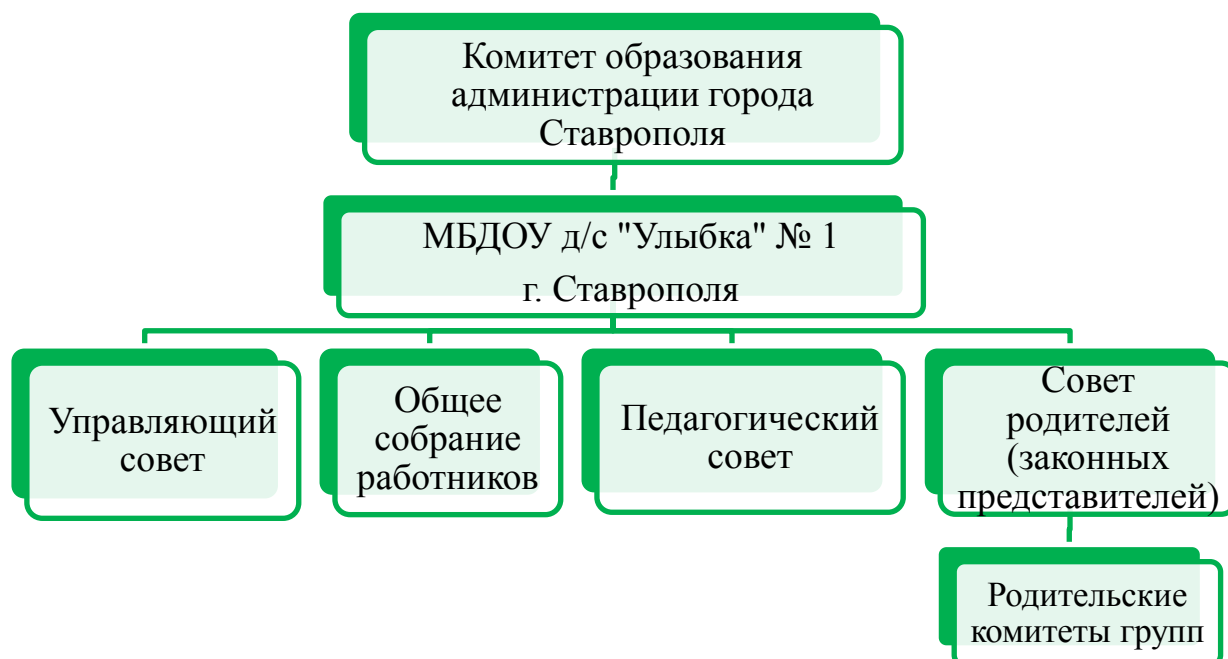 Комитет образования
администрации города
Ставрополя
МБДОУ д/с "Улыбка" № 1
г. Ставрополя
Управляющий
совет
Общее
собрание
работников
Педагогический
совет
Совет
родителей
(законных
представителей)
Родительские
комитеты групп